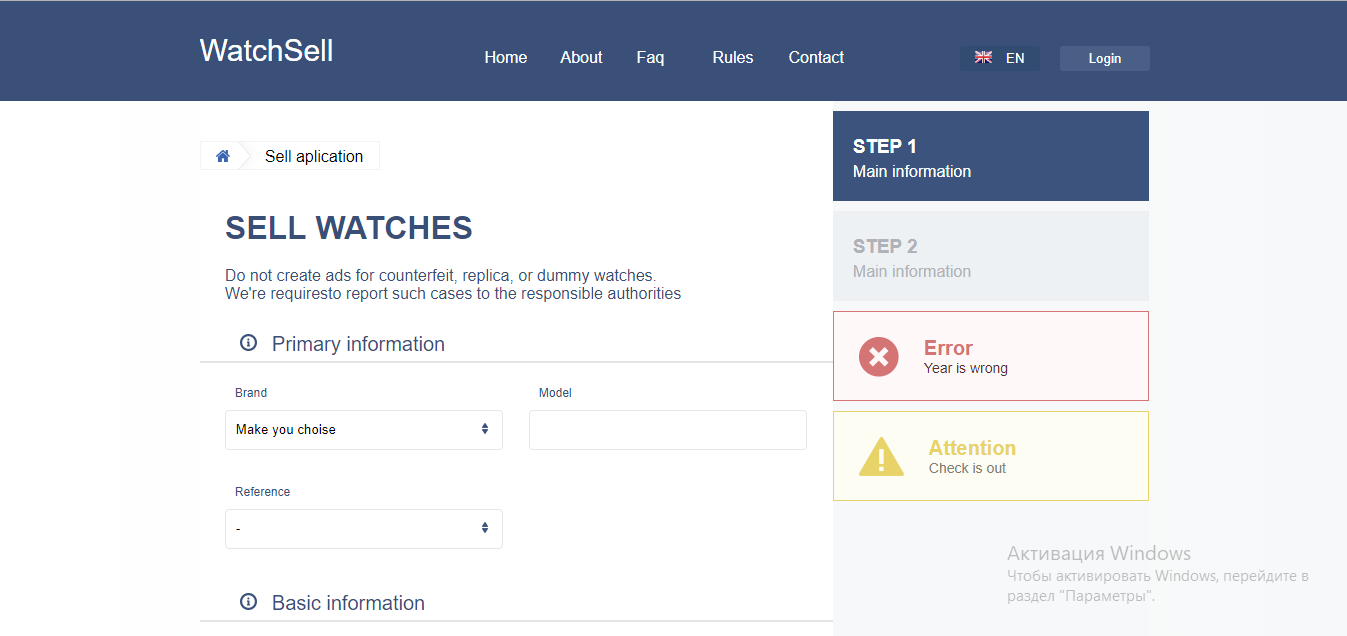 WatchSell
Home About Faq Rules Contact
EN
Login
Sell aplication
SELL WATCHES
Do not create ads for counterfeit, replica, or dummy watches.
We're requiresto report such cases to the responsible authorities
Primary information
Brand
Model
Make you choise
Reference
-
Basic information
STEP 1
Main information
STEP 2
Main information
Error
Year is wrong
Attention
Check is out
Активация Windows
Чтобы активировать Windows, перейдите в
раздел "Параметры".